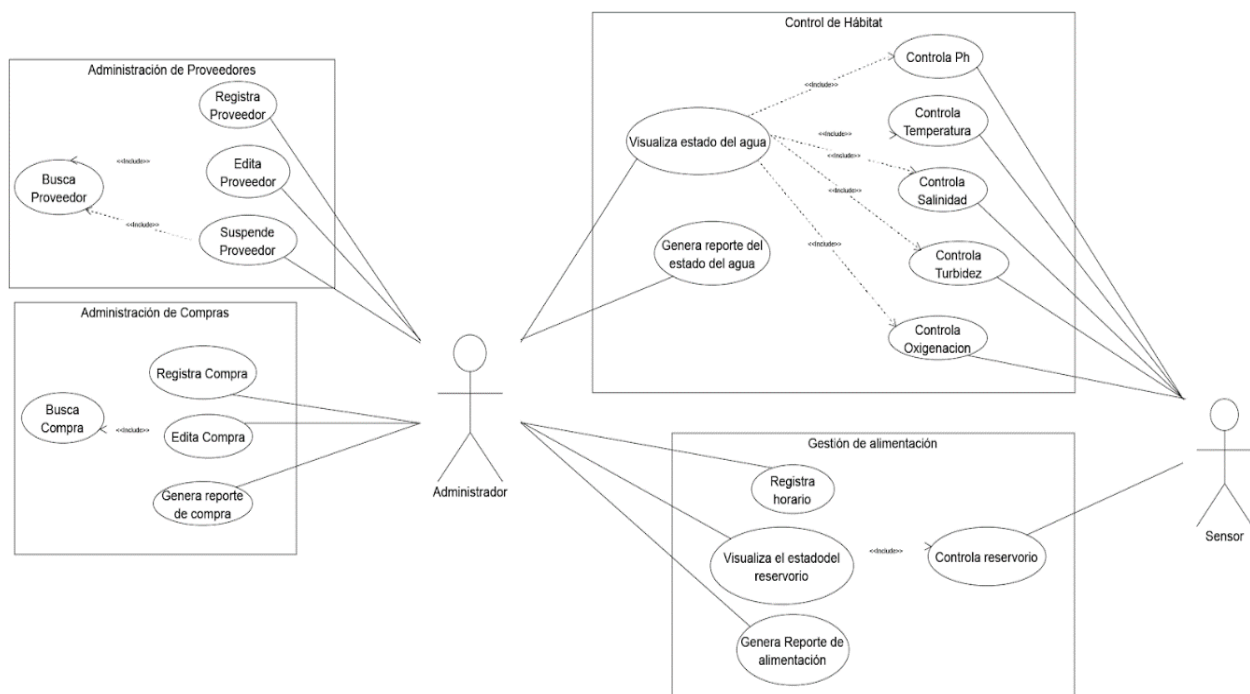 Administración de Proveedores
Registra
Proveedor
<<Include>>
Edita
Proveedor
Busca
Proveedor
<<Include>>
Suspende
Proveedor
Administración de Compras
Registra Compra
Busca
Compra
<<Include>>
Edita Compra
Genera reporte
de compra
Administrador
Control de Hábitat
Controla Ph
<<Include>>
Visualiza estado del agua
<<Include>>
Controla
Temperatura
<<Include>>
Controla
Salinidad
<<Include>>
Genera reporte del
estado del agua
<<Include>>
Controla
Turbidez
Controla
Oxigenacion
Gestión de alimentación
Registra
horario
Visualiza el estadodel
reservorio
<<Include>>
Controla reservorio
Genera Reporte de
alimentación
Sensor